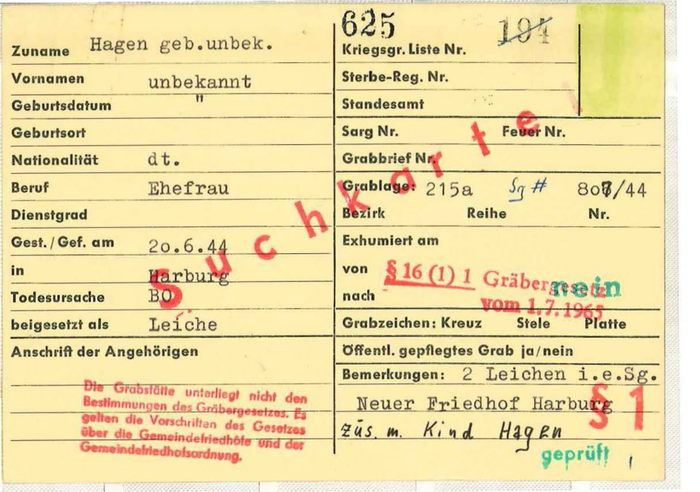 625
194
Zuname Hagen geb.unbek.
Kriegsgr. Liste Nr.
Vornamen unbekannt
Sterbe-Reg. Nr.
Geburtsdatum "
Standesamt
Geburtsort
Sarg Nr. Feuer Nr.
Nationalität dt.
Grabbrief Nr.
Beruf Ehefrau
Grablage: 215a Sg # 808/44
Dienstgrad
Bezirk Reihe Nr.
Gest./Gef. am 20.6.44
Exhumiert am
in Harburg
von
§ 16 (1) 1 Gräbergesetz
vom 1.7.1965
nein
Todesursache BO
nach
beigesetzt als Leiche
Grabzeichen: Kreuz Stele Platte
Anschrift der Angehörigen
Öffentl. gepflegtes Grab ja/nein
Bemerkungen: 2 Leichen i.e.Sg.
Neuer Friedhof Harburg
zus. m. Kind Hagen
§ 1
geprüft
Suchkartei
Die Grabstätte unterliegt nicht den
Bestimmungen des Gräbergesetzes. Es
gelten die Vorschriften des Gesetzes
über die Gemeindefriedhöfe und der
Gemeindefriedhofsordnung.